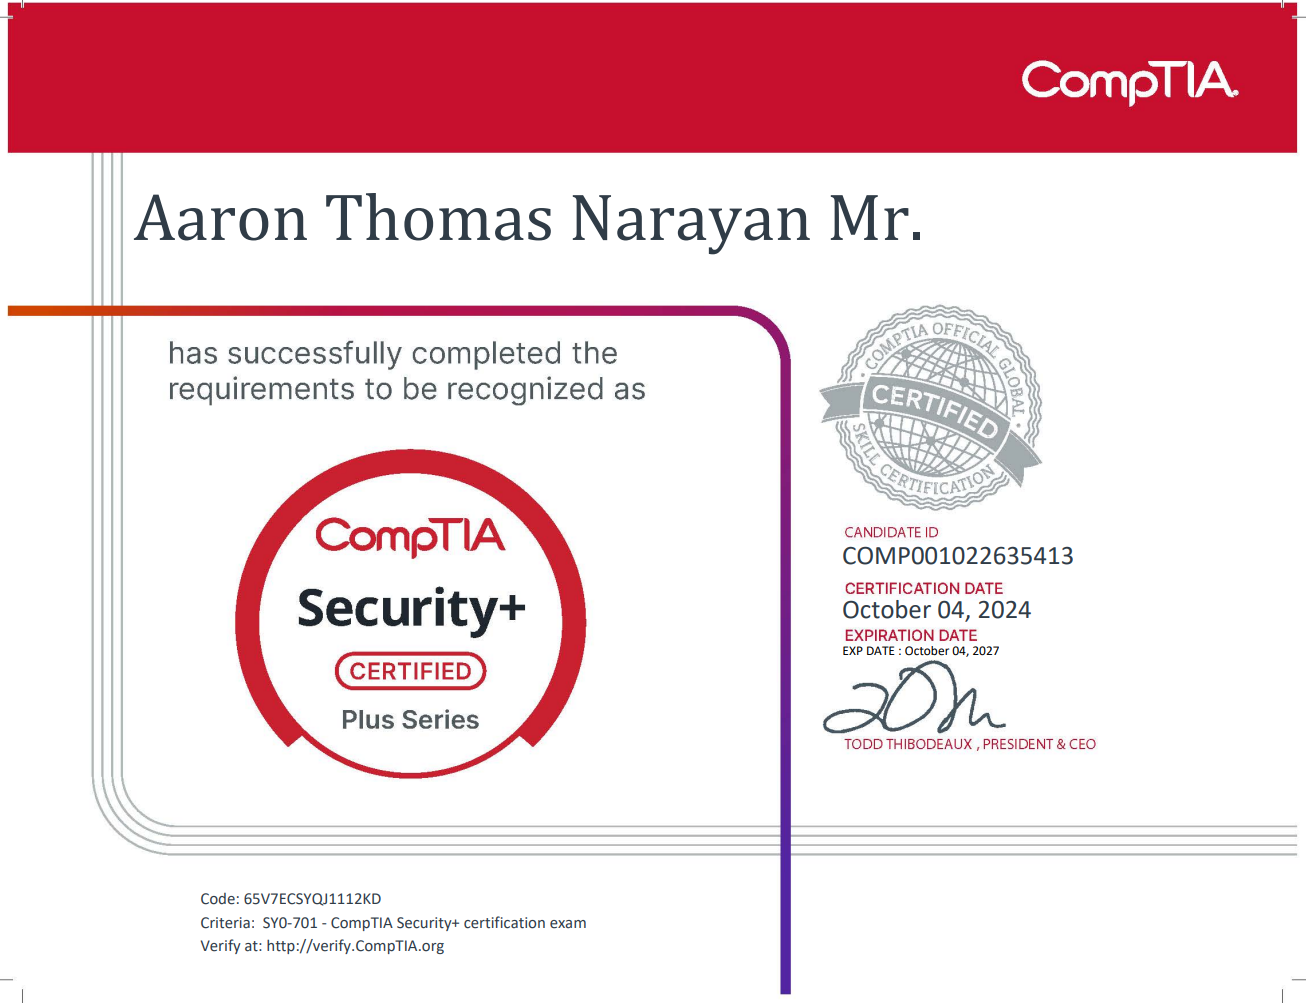 CompTIA.
Aaron Thomas Narayan Mr.
has successfully completed the
requirements to be recognized as
CompTIA
Security+
CERTIFIED
Plus Series
COMPTIA OFFICIAL GLOBAL
CERTIFIED
SKILL CERTIFICATION
CANDIDATE ID
COMP001022635413
CERTIFICATION DATE
October 04, 2024
EXPIRATION DATE
EXP DATE : October 04, 2027
TODD THIBODEAUX , PRESIDENT & CEO
Code: 65V7ECSYQJ1112KD
Criteria:  SY0-701 - CompTIA Security+ certification exam
Verify at: http://verify.CompTIA.org